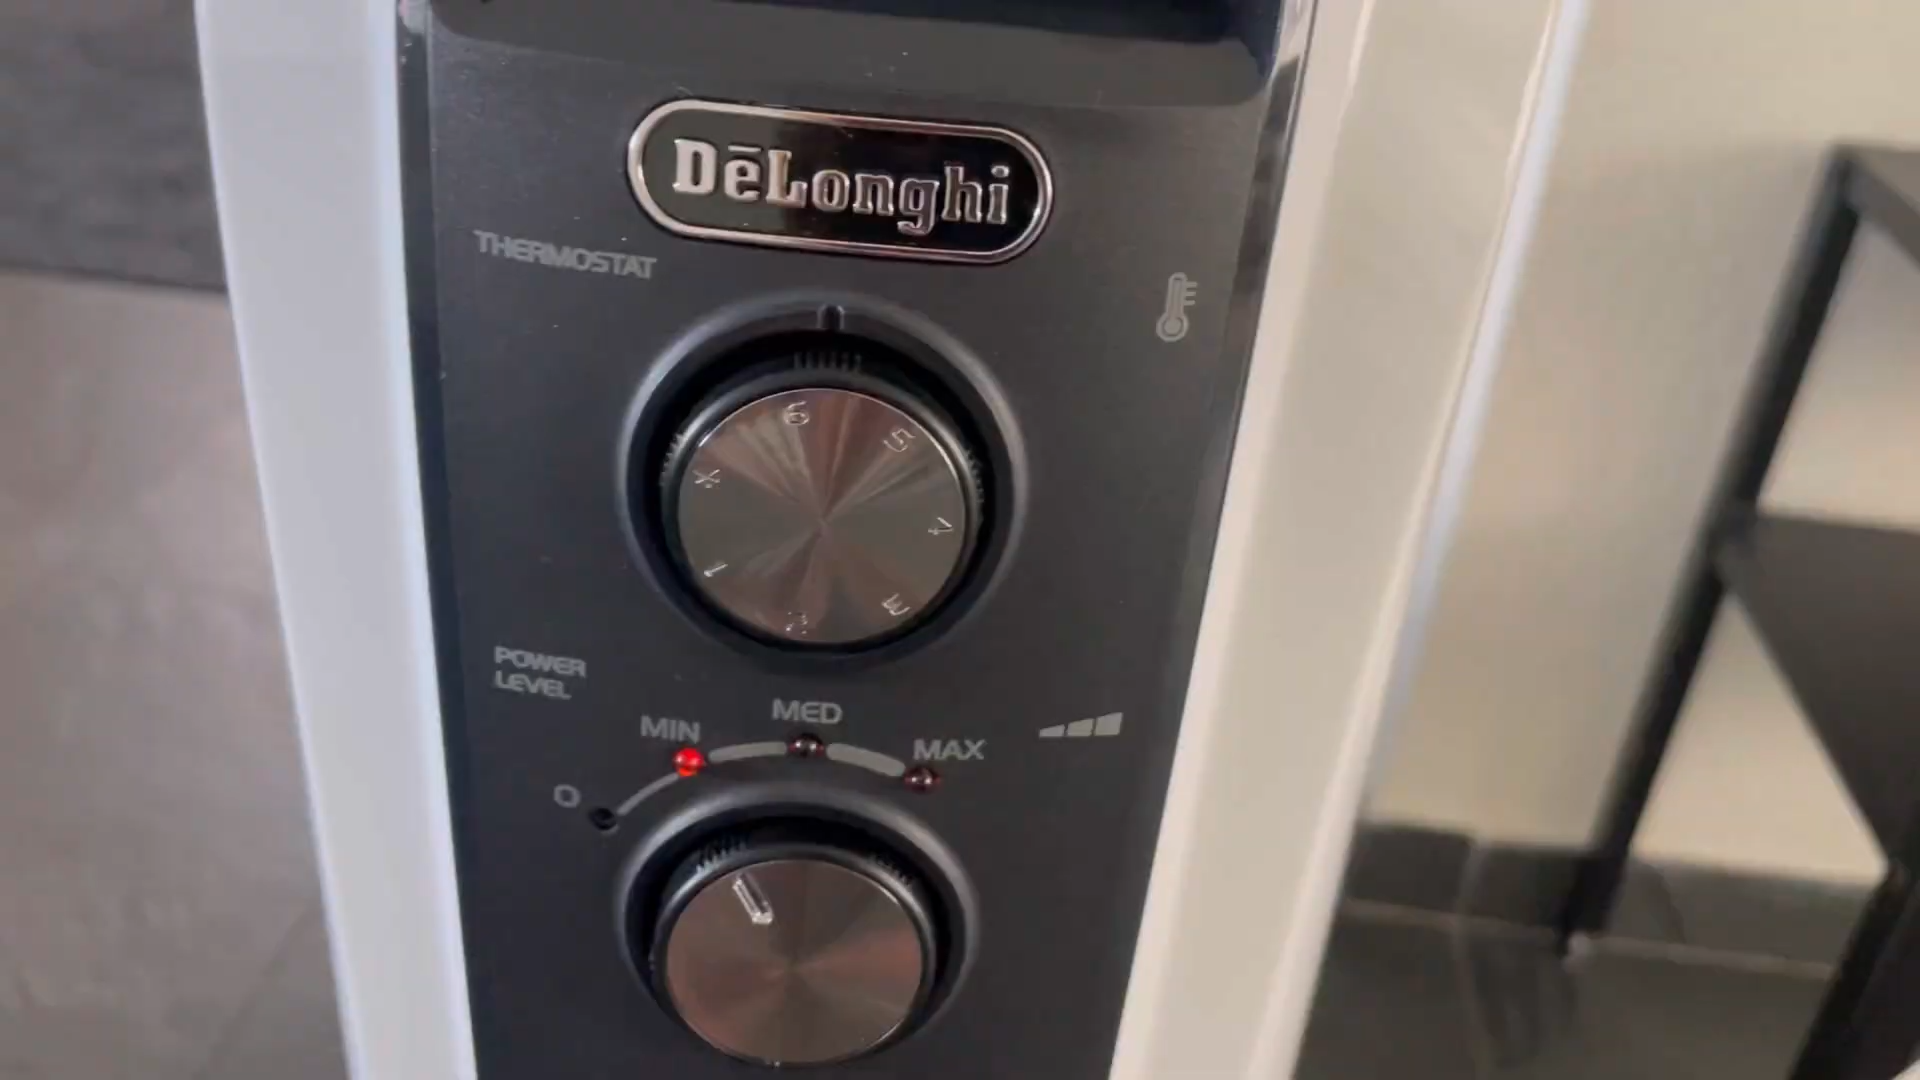 DēLonghi
THERMOSTAT
6
5
4
3
2
1
POWER
LEVEL
MED
MIN
MAX
O